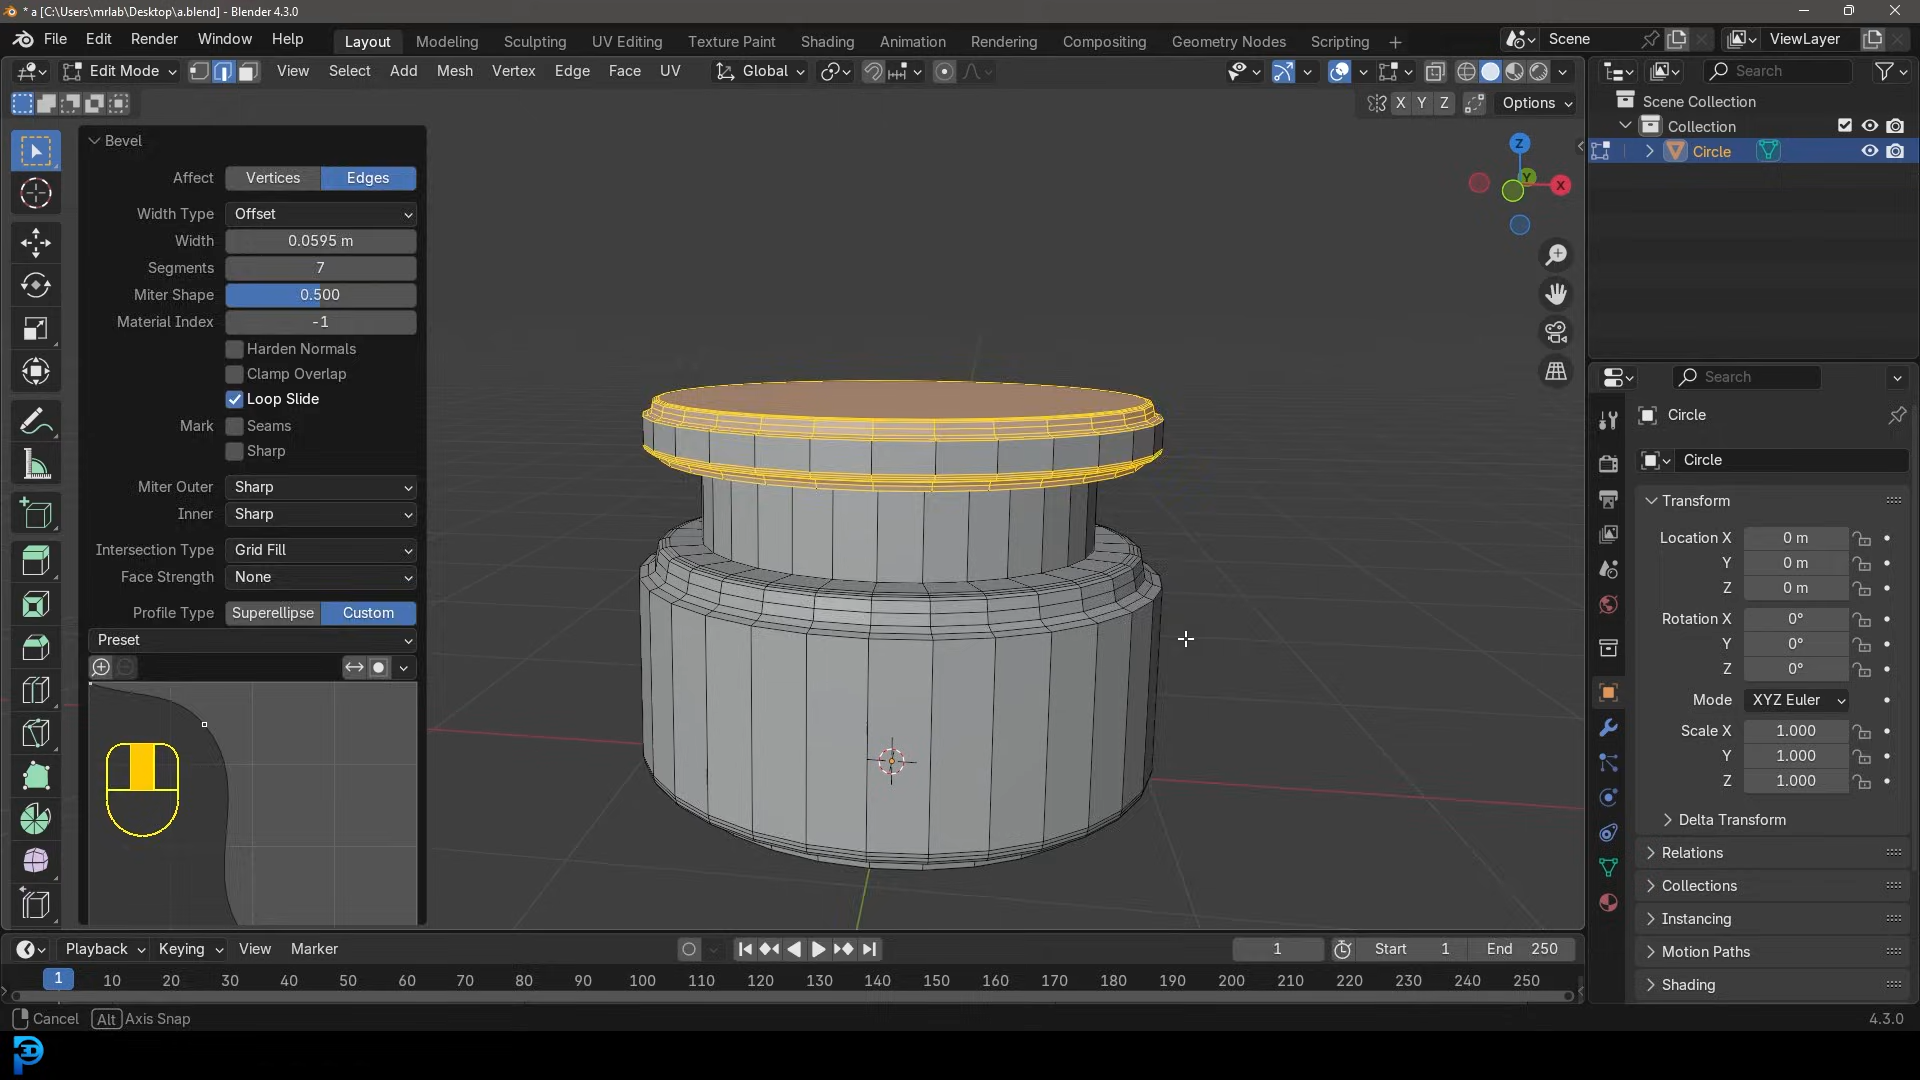 * a [C:\Users\mrlab\Desktop\a.blend] - Blender 4.3.0
File Edit Render Window Help
Layout Modeling Sculpting UV Editing Texture Paint Shading Animation Rendering Compositing Geometry Nodes Scripting +
Scene
ViewLayer
Edit Mode
View Select Add Mesh Vertex Edge Face UV
Global
X Y Z
Options
Search
Scene Collection
Collection
Circle
Bevel
Affect Vertices Edges
Width Type Offset
Width 0.0595 m
Segments 7
Miter Shape 0.500
Material Index -1
Harden Normals
Clamp Overlap
Loop Slide
Mark Seams
Sharp
Miter Outer Sharp
Inner Sharp
Intersection Type Grid Fill
Face Strength None
Profile Type Superellipse Custom
Preset
Z
Y
X
Search
Circle
Circle
Transform
Location X 0 m
Y 0 m
Z 0 m
Rotation X 0°
Y 0°
Z 0°
Mode XYZ Euler
Scale X 1.000
Y 1.000
Z 1.000
Delta Transform
Relations
Collections
Instancing
Motion Paths
Shading
Playback Keying View Marker
1
Start 1
End 250
1 10 20 30 40 50 60 70 80 90 100 110 120 130 140 150 160 170 180 190 200 210 220 230 240 250
Cancel Alt Axis Snap
4.3.0